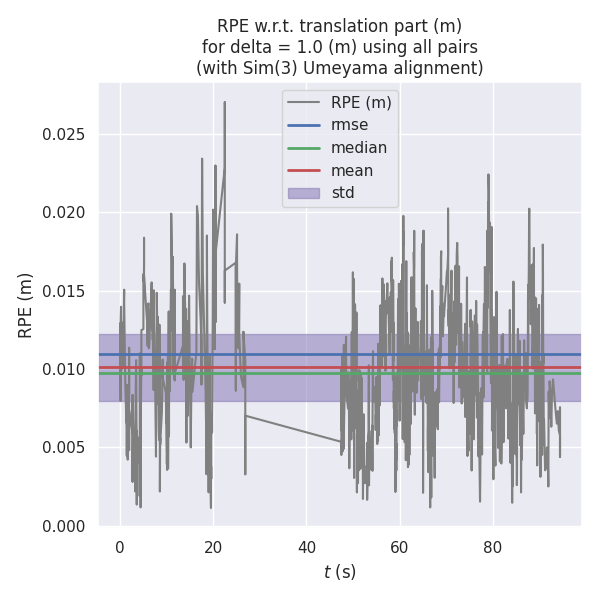 RPE w.r.t. translation part (m)
for delta = 1.0 (m) using all pairs
(with Sim(3) Umeyama alignment)
RPE (m)
rmse
median
mean
std
0.025
0.020
0.015
0.010
0.005
0.000
RPE (m)
0 20 40 60 80
t (s)